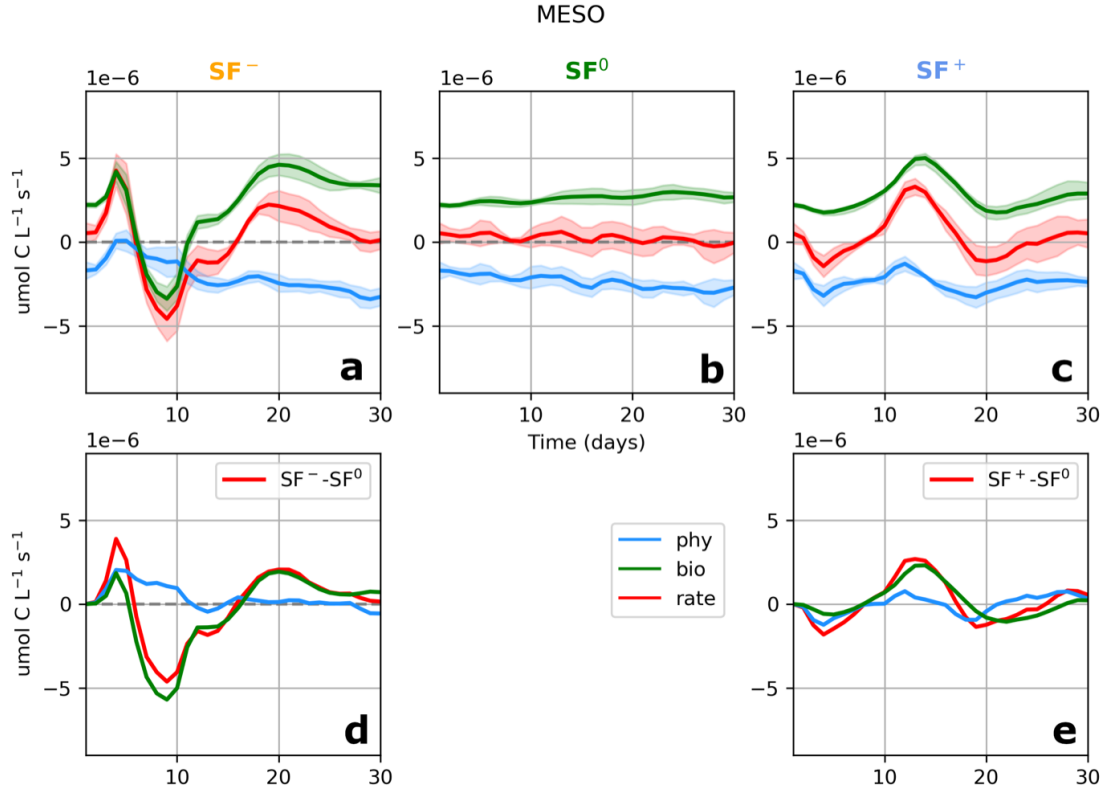 MESO
SF⁻ SF⁰ SF⁺
1e−6 1e−6 1e−6
umol C L⁻¹ s⁻¹
5 5 5
0 0 0
−5 −5 −5
a b c
10 20 30 10 20 30 10 20 30
Time (days)
1e−6 1e−6
umol C L⁻¹ s⁻¹
SF⁻-SF⁰ SF⁺-SF⁰
5 5
phy
bio
rate
0 0
−5 −5
d e
10 20 30 10 20 30